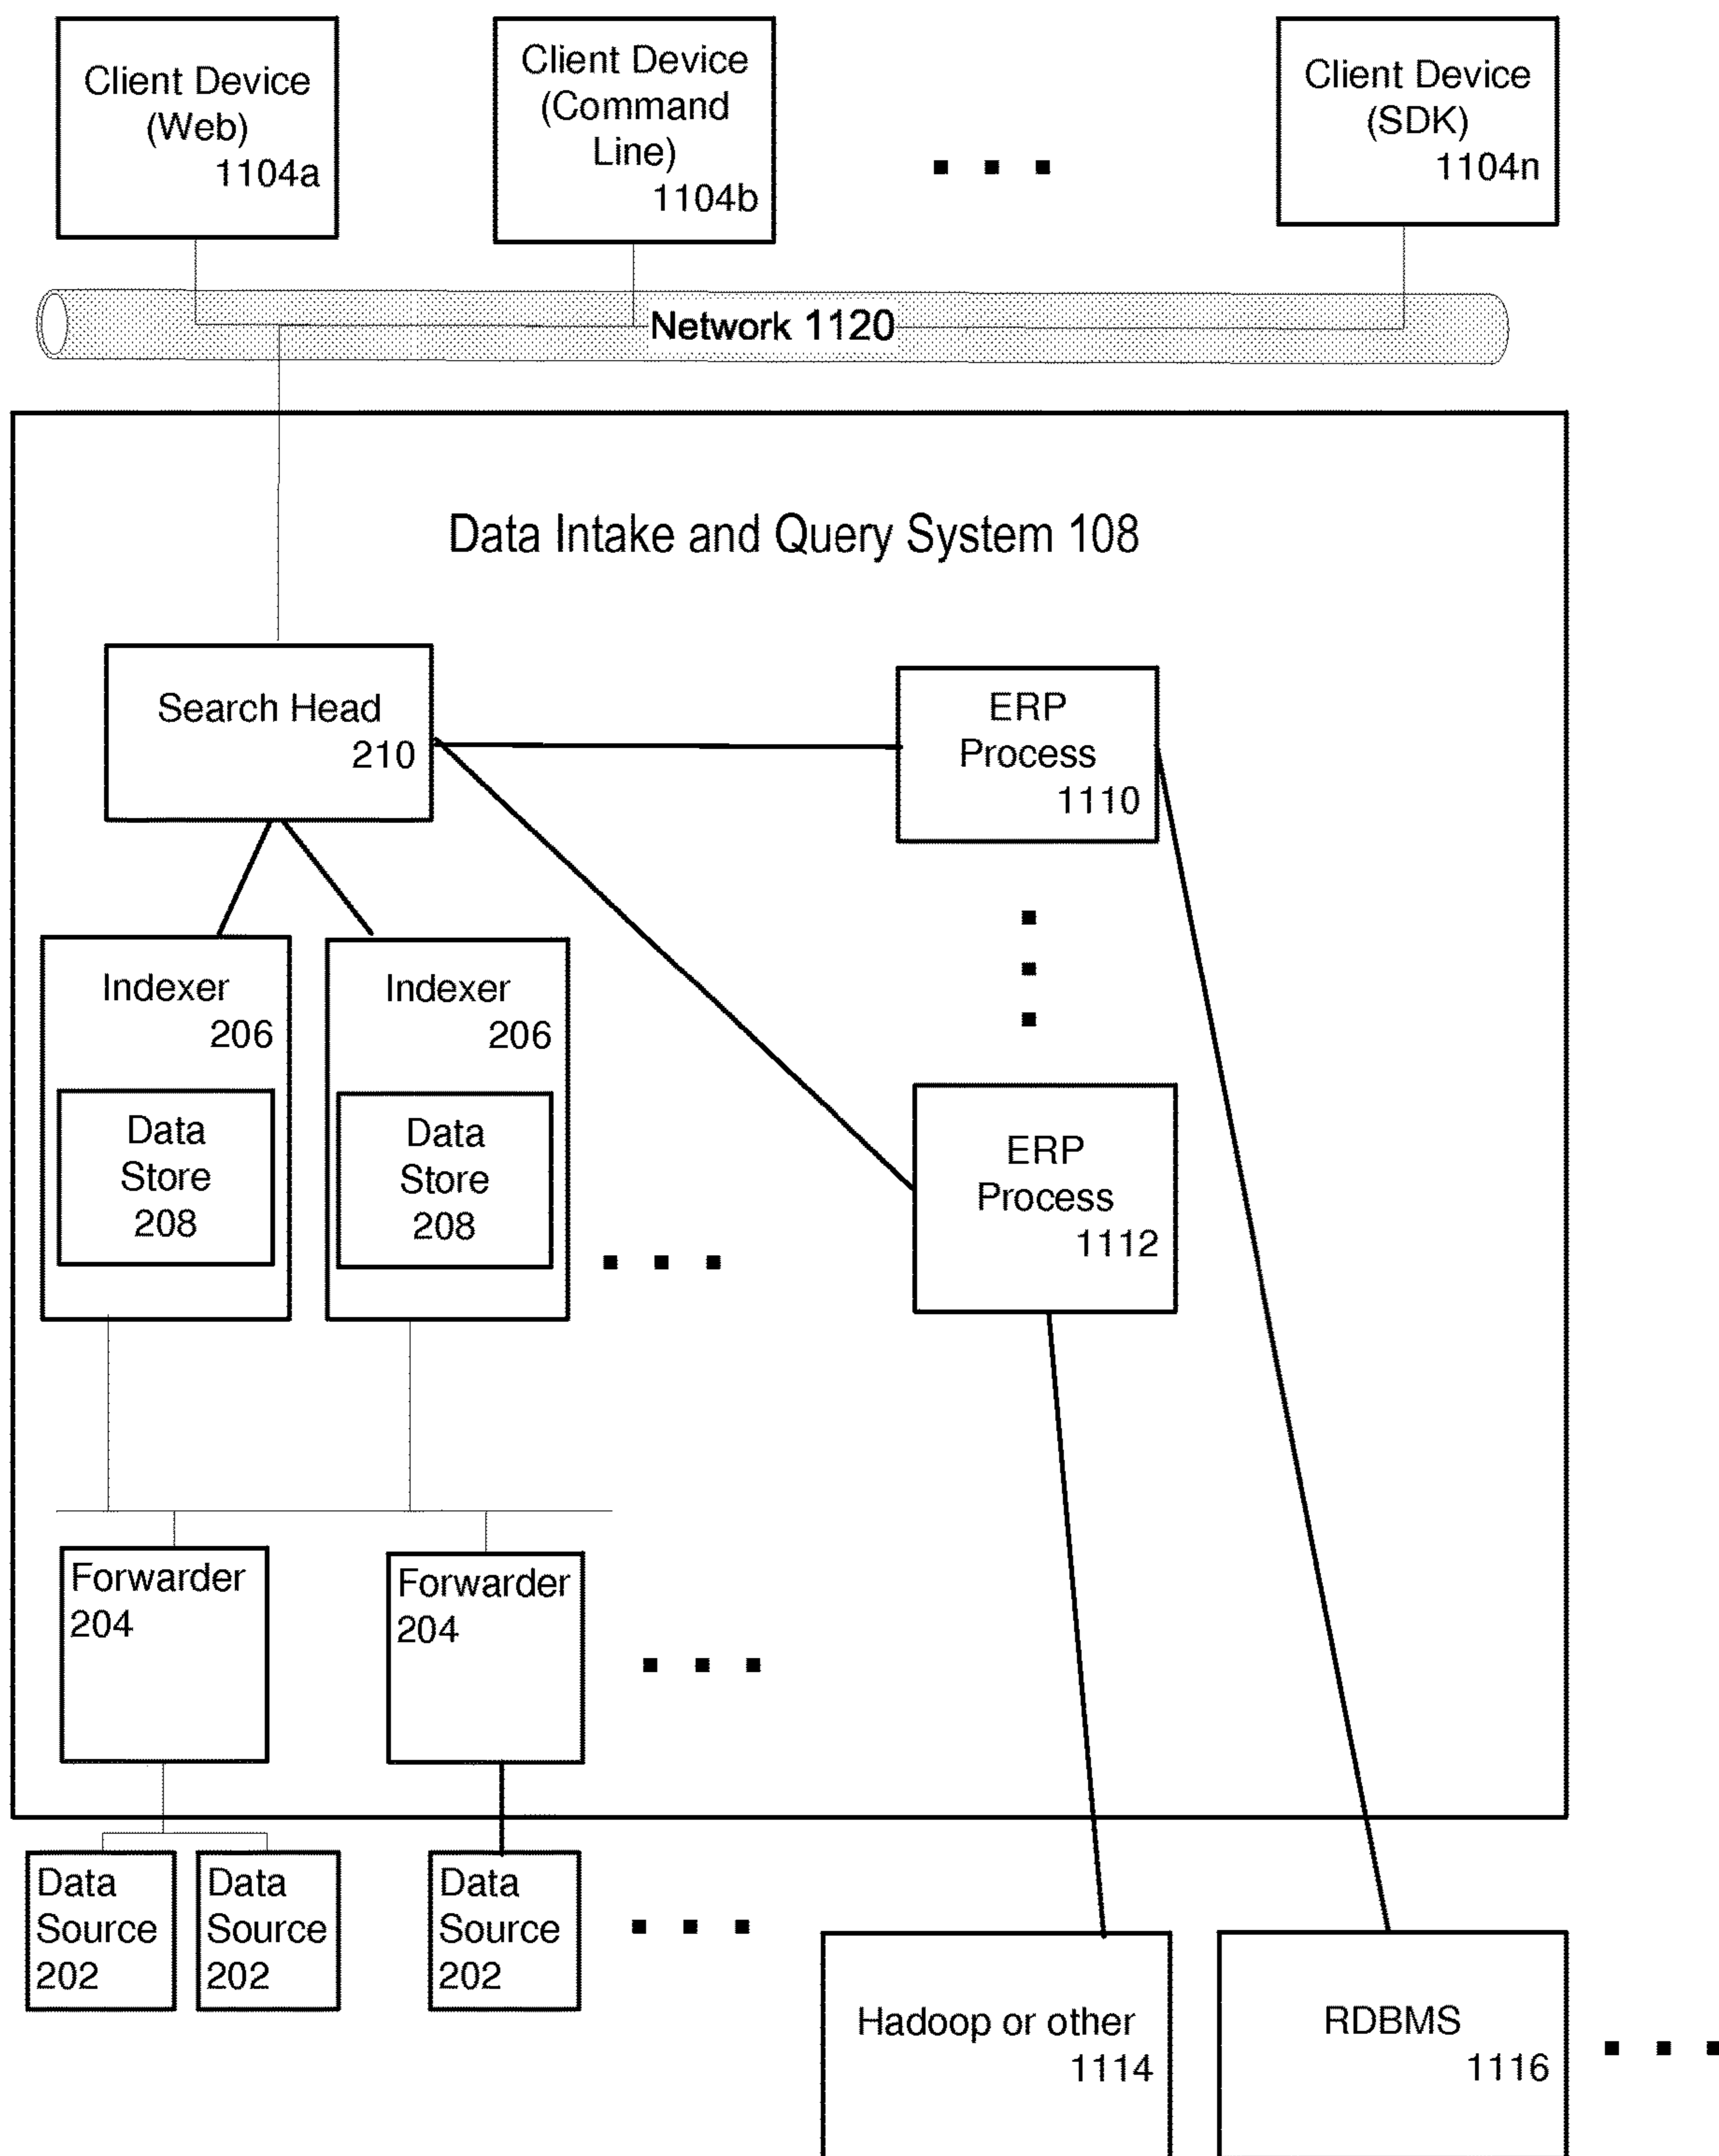 Client Device
(Web)
1104a
Client Device
(Command
Line)
1104b
Client Device
(SDK)
1104n
Network 1120
Data Intake and Query System 108
Search Head
210
ERP
Process
1110
Indexer
206
Data
Store
208
Indexer
206
Data
Store
208
ERP
Process
1112
Forwarder
204
Forwarder
204
Data
Source
202
Data
Source
202
Data
Source
202
Hadoop or other
1114
RDBMS
1116